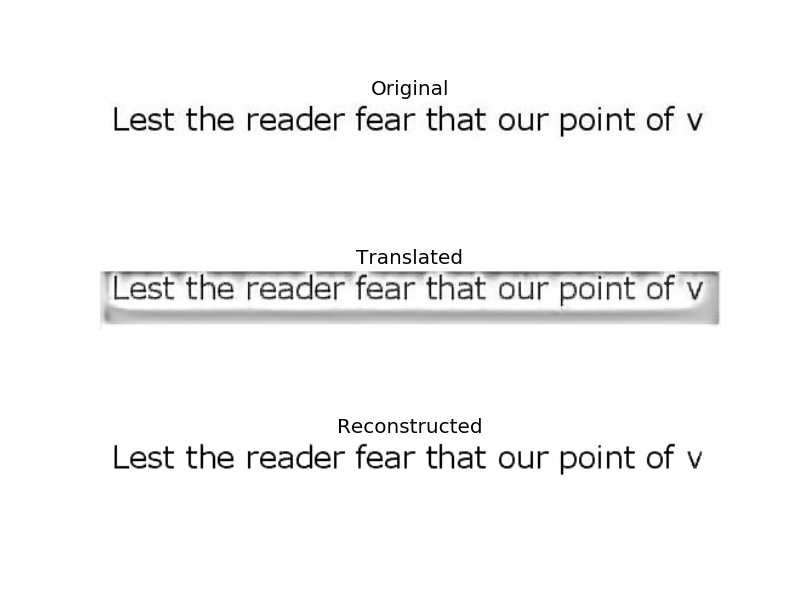 Original
Lest the reader fear that our point of v
Translated
Lest the reader fear that our point of v
Reconstructed
Lest the reader fear that our point of v